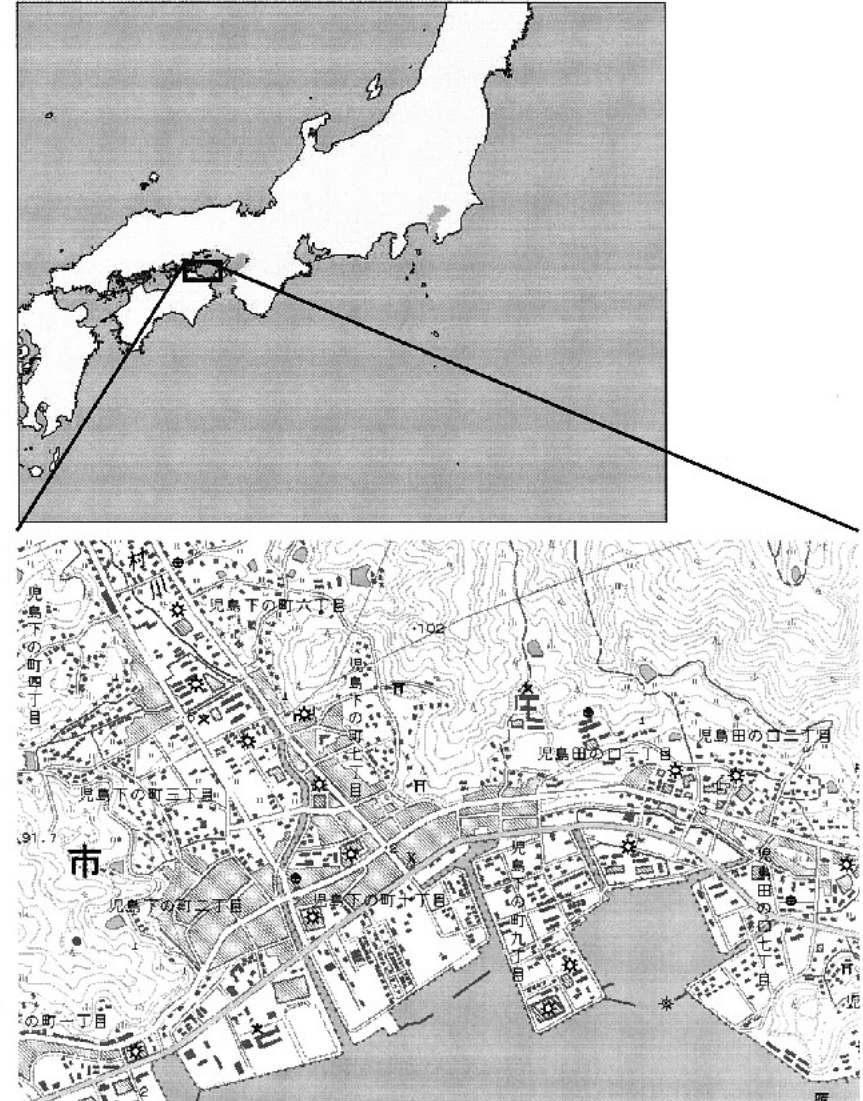 村
川
児島下の町四丁目
児島下の町六丁目
・102
児島下の町七丁目
児島田の口二丁目
児島田の口一丁目
児島下の町三丁目
91.7
市
児島下の町二丁目
児島下の町十丁目
児島下の町九丁目
児島田の口七丁目
の町一丁目
児